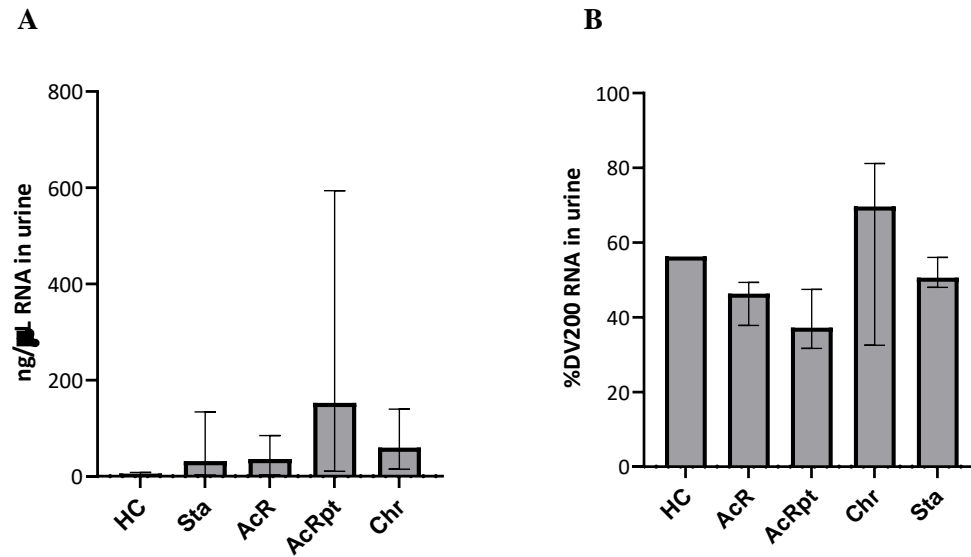 A
ng/μL RNA in urine
800
600
400
200
0
HC
Sta
AcR
AcRpt
Chr
B
%DV200 RNA in urine
100
80
60
40
20
0
HC
AcR
AcRpt
Chr
Sta